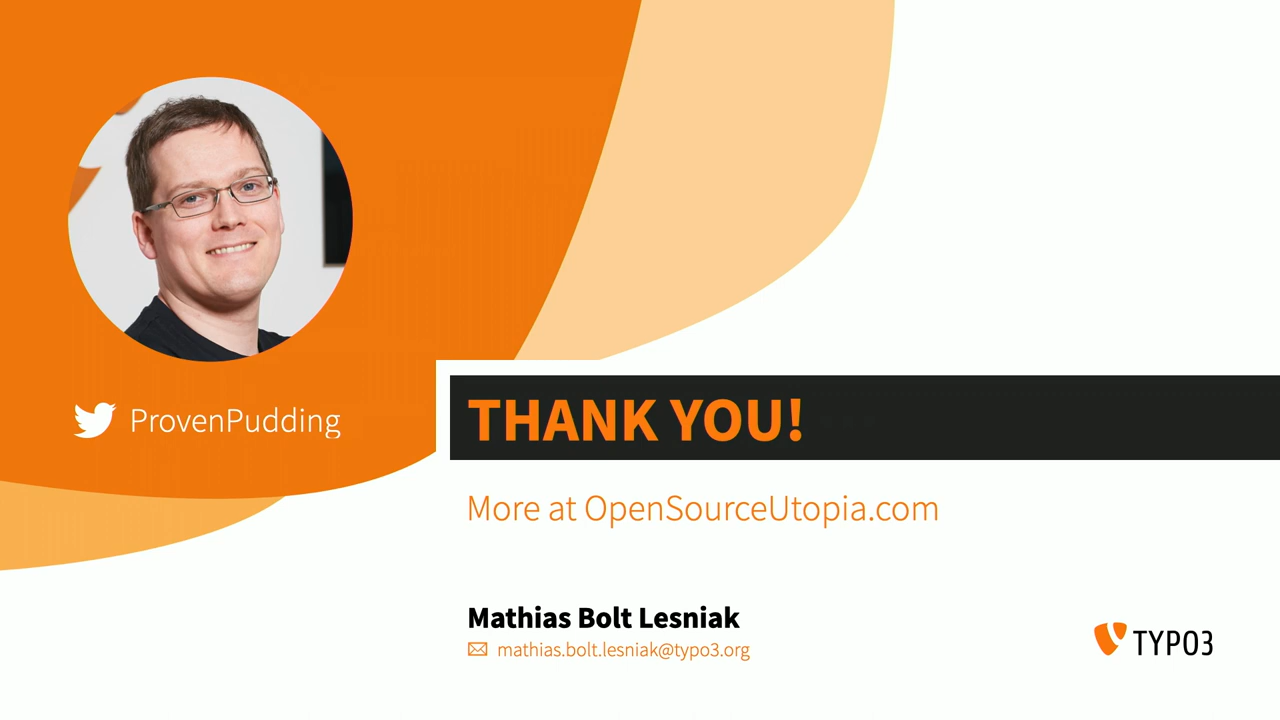 ProvenPudding
THANK YOU!
More at OpenSourceUtopia.com
Mathias Bolt Lesniak
mathias.bolt.lesniak@typo3.org
TYPO3